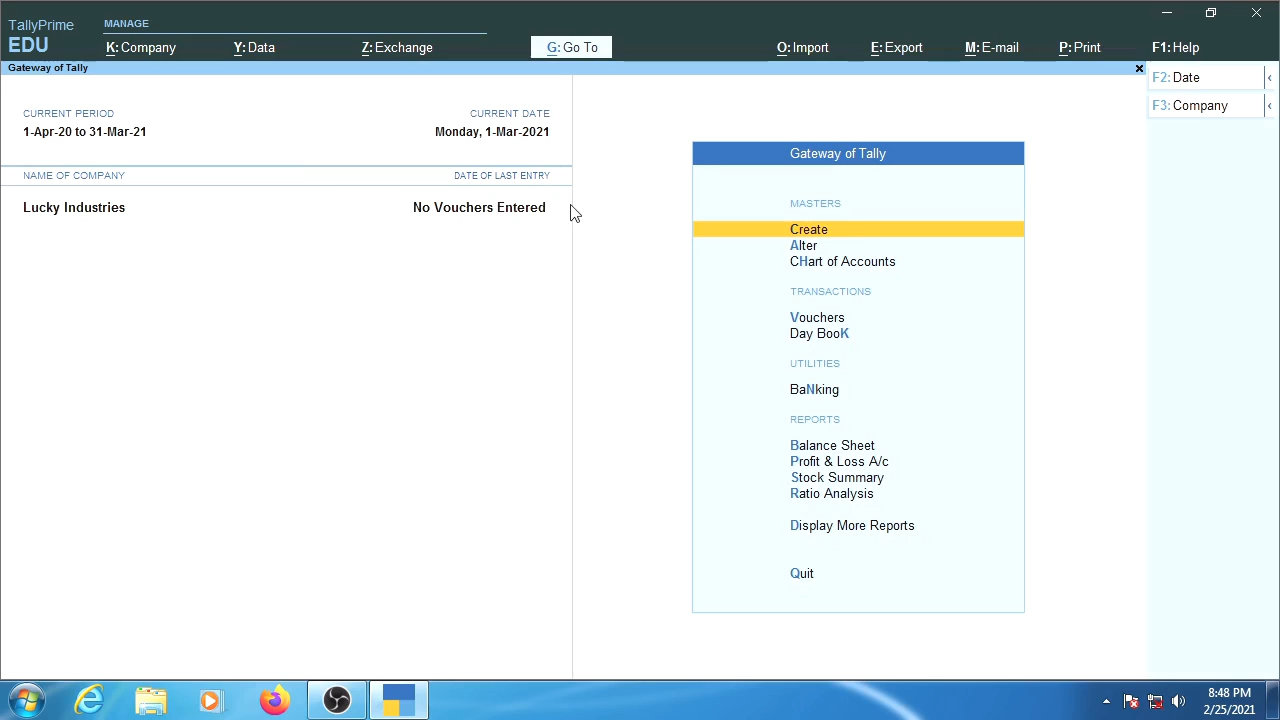 TallyPrime
EDU
MANAGE
K: Company
Y: Data
Z: Exchange
G: Go To
O: Import
E: Export
M: E-mail
P: Print
F1: Help
Gateway of Tally
F2: Date
F3: Company
CURRENT PERIOD
CURRENT DATE
1-Apr-20 to 31-Mar-21
Monday, 1-Mar-2021
NAME OF COMPANY
DATE OF LAST ENTRY
Lucky Industries
No Vouchers Entered
Gateway of Tally
MASTERS
Create
Alter
CHart of Accounts
TRANSACTIONS
Vouchers
Day BooK
UTILITIES
BaNking
REPORTS
Balance Sheet
Profit & Loss A/c
Stock Summary
Ratio Analysis
Display More Reports
Quit
8:48 PM
2/25/2021